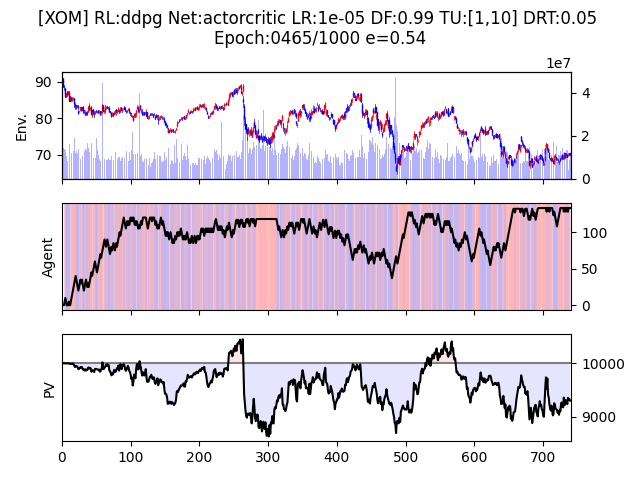 [XOM] RL:ddpg Net:actorcritic LR:1e-05 DF:0.99 TU:[1,10] DRT:0.05
Epoch:0465/1000 e=0.54
1e7
90
80
70
Env.
4
2
0
Agent
100
50
0
PV
10000
9000
0 100 200 300 400 500 600 700